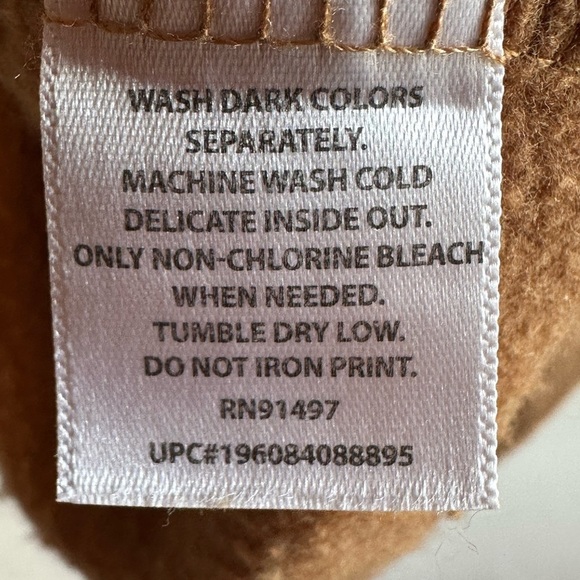 WASH DARK COLORS
SEPARATELY.
MACHINE WASH COLD
DELICATE INSIDE OUT.
ONLY NON-CHLORINE BLEACH
WHEN NEEDED.
TUMBLE DRY LOW.
DO NOT IRON PRINT.
RN91497
UPC#196084088895